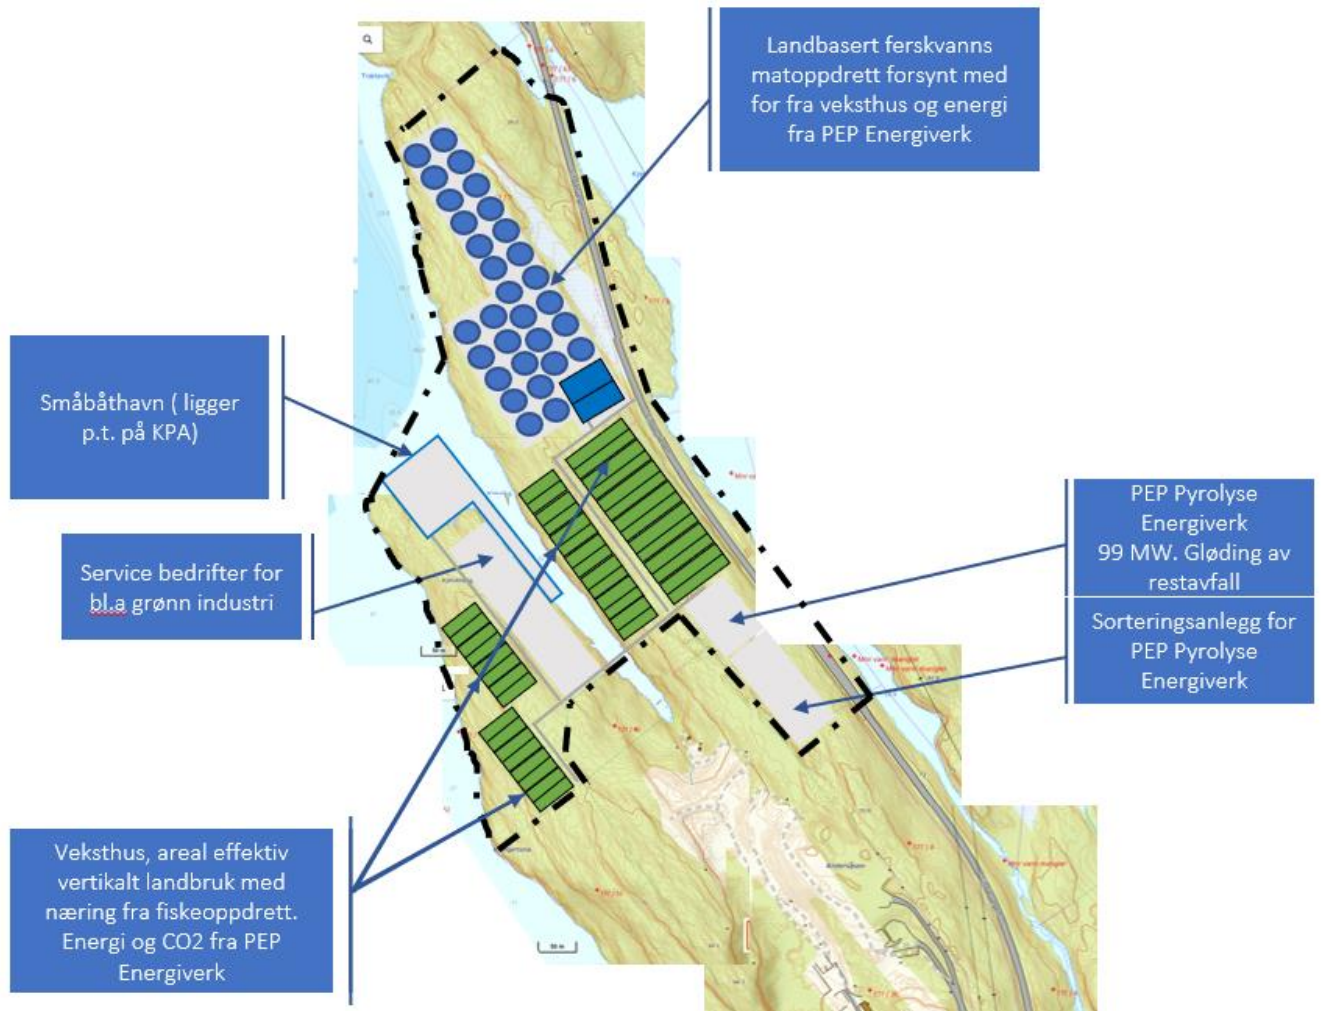 Landbasert ferskvanns
matoppdrett forsynt med
for fra veksthus og energi
fra PEP Energiverk
Småbåthavn ( ligger
p.t. på KPA)
PEP Pyrolyse
Energiverk
99 MW. Gløding av
restavfall
Service bedrifter for
bl.a grønn industri
Sorteringsanlegg for
PEP Pyrolyse
Energiverk
Veksthus, areal effektiv
vertikalt landbruk med
næring fra fiskeoppdrett.
Energi og CO2 fra PEP
Energiverk
50 m